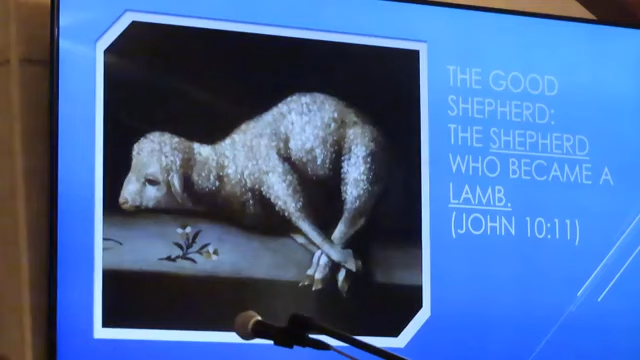 THE GOOD
SHEPHERD:
THE SHEPHERD
WHO BECAME A
LAMB.
(JOHN 10:11)